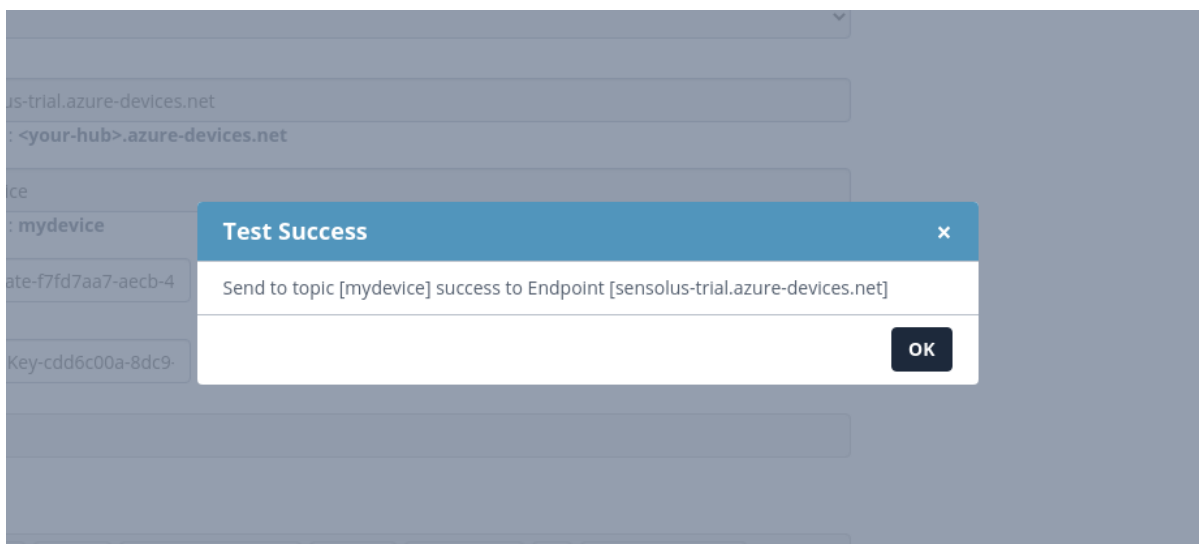 us-trial.azure-devices.net
: <your-hub>.azure-devices.net
ice
: mydevice
Test Success ×
ate-f7fd7aa7-aecb-4
Send to topic [mydevice] success to Endpoint [sensolus-trial.azure-devices.net]
OK
Key-cdd6c00a-8dc9-